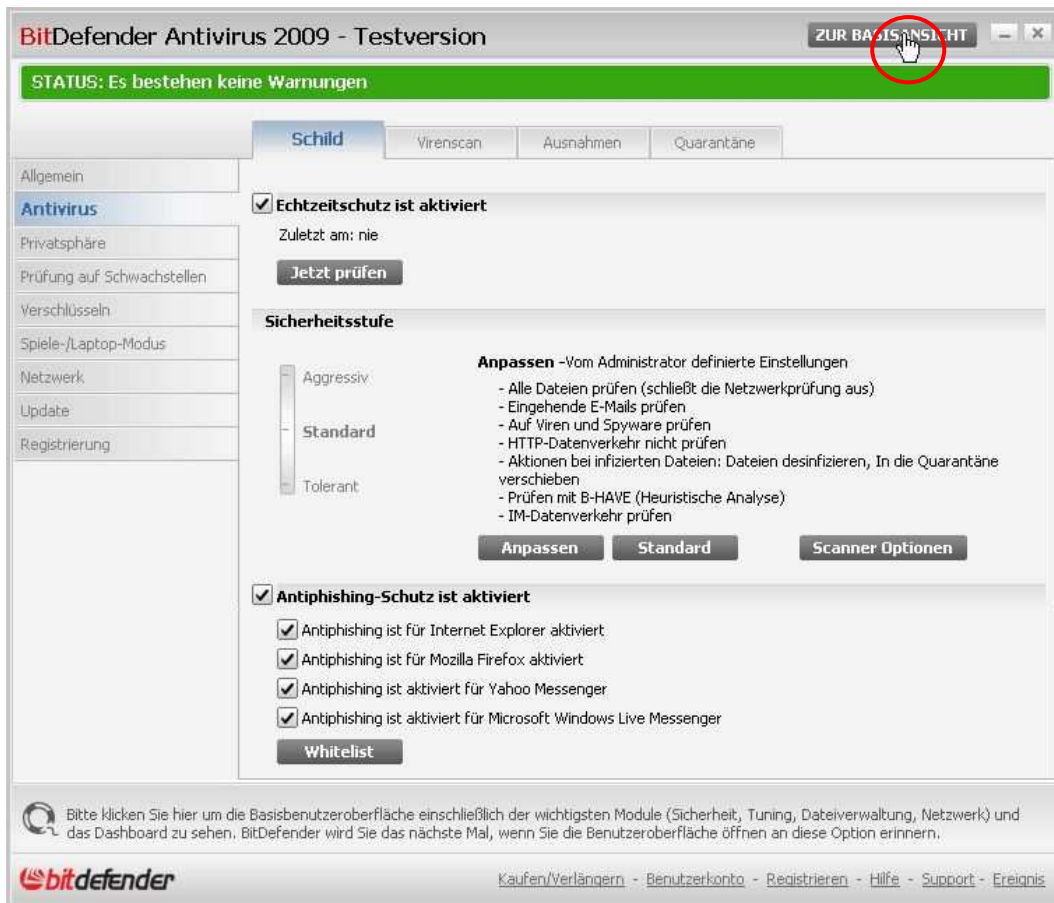 BitDefender Antivirus 2009 - Testversion
ZUR BASISANSICHT
STATUS: Es bestehen keine Warnungen
Schild
Virenscan
Ausnahmen
Quarantäne
Allgemein
Antivirus
Privatsphäre
Prüfung auf Schwachstellen
Verschlüsseln
Spiele-/Laptop-Modus
Netzwerk
Update
Registrierung
Echtzeitschutz ist aktiviert
Zuletzt am: nie
Jetzt prüfen
Sicherheitsstufe
Aggressiv
Standard
Tolerant
Anpassen -Vom Administrator definierte Einstellungen
- Alle Dateien prüfen (schließt die Netzwerkprüfung aus)
- Eingehende E-Mails prüfen
- Auf Viren und Spyware prüfen
- HTTP-Datenverkehr nicht prüfen
- Aktionen bei infizierten Dateien: Dateien desinfizieren, In die Quarantäne
verschieben
- Prüfen mit B-HAVE (Heuristische Analyse)
- IM-Datenverkehr prüfen
Anpassen
Standard
Scanner Optionen
Antiphishing-Schutz ist aktiviert
Antiphishing ist für Internet Explorer aktiviert
Antiphishing ist für Mozilla Firefox aktiviert
Antiphishing ist aktiviert für Yahoo Messenger
Antiphishing ist aktiviert für Microsoft Windows Live Messenger
Whitelist
Bitte klicken Sie hier um die Basisbenutzeroberfläche einschließlich der wichtigsten Module (Sicherheit, Tuning, Dateiverwaltung, Netzwerk) und
das Dashboard zu sehen. BitDefender wird Sie das nächste Mal, wenn Sie die Benutzeroberfläche öffnen an diese Option erinnern.
bitdefender
Kaufen/Verlängern - Benutzerkonto - Registrieren - Hilfe - Support - Ereignis